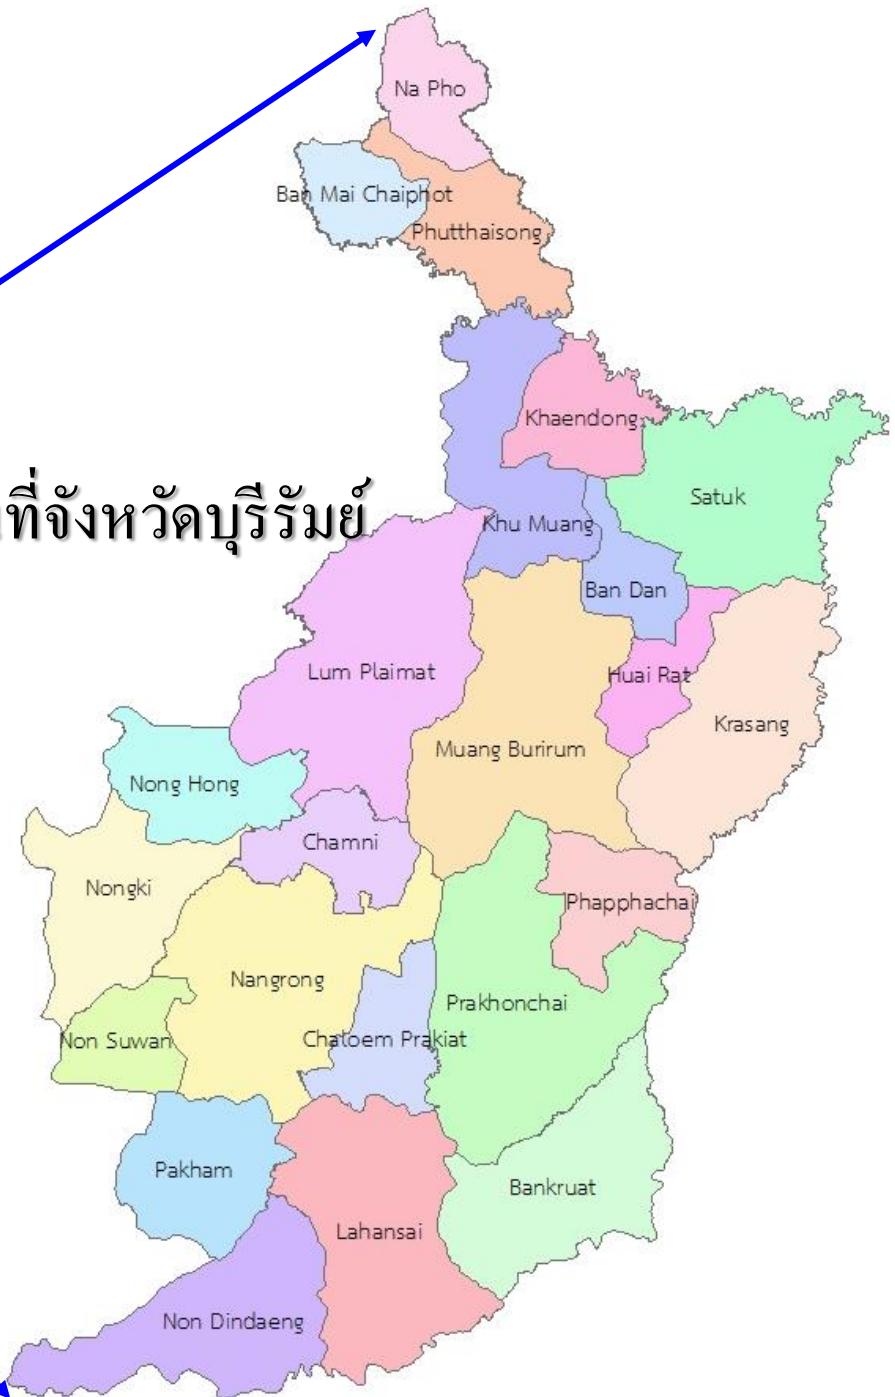 Na Pho
Ban Mai Chaiphot
Phutthaisong
Khaendong
Satuk
ที่จังหวัดบุรีรัมย์
Khu Muang
Ban Dan
Lum Plaimat
Huai Rat
Krasang
Muang Burirum
Nong Hong
Chamni
Nongki
Phapphachai
Nangrong
Prakhonchai
Non Suwan
Chaloem Prakiat
Pakham
Bankruat
Lahansai
Non Dindaeng